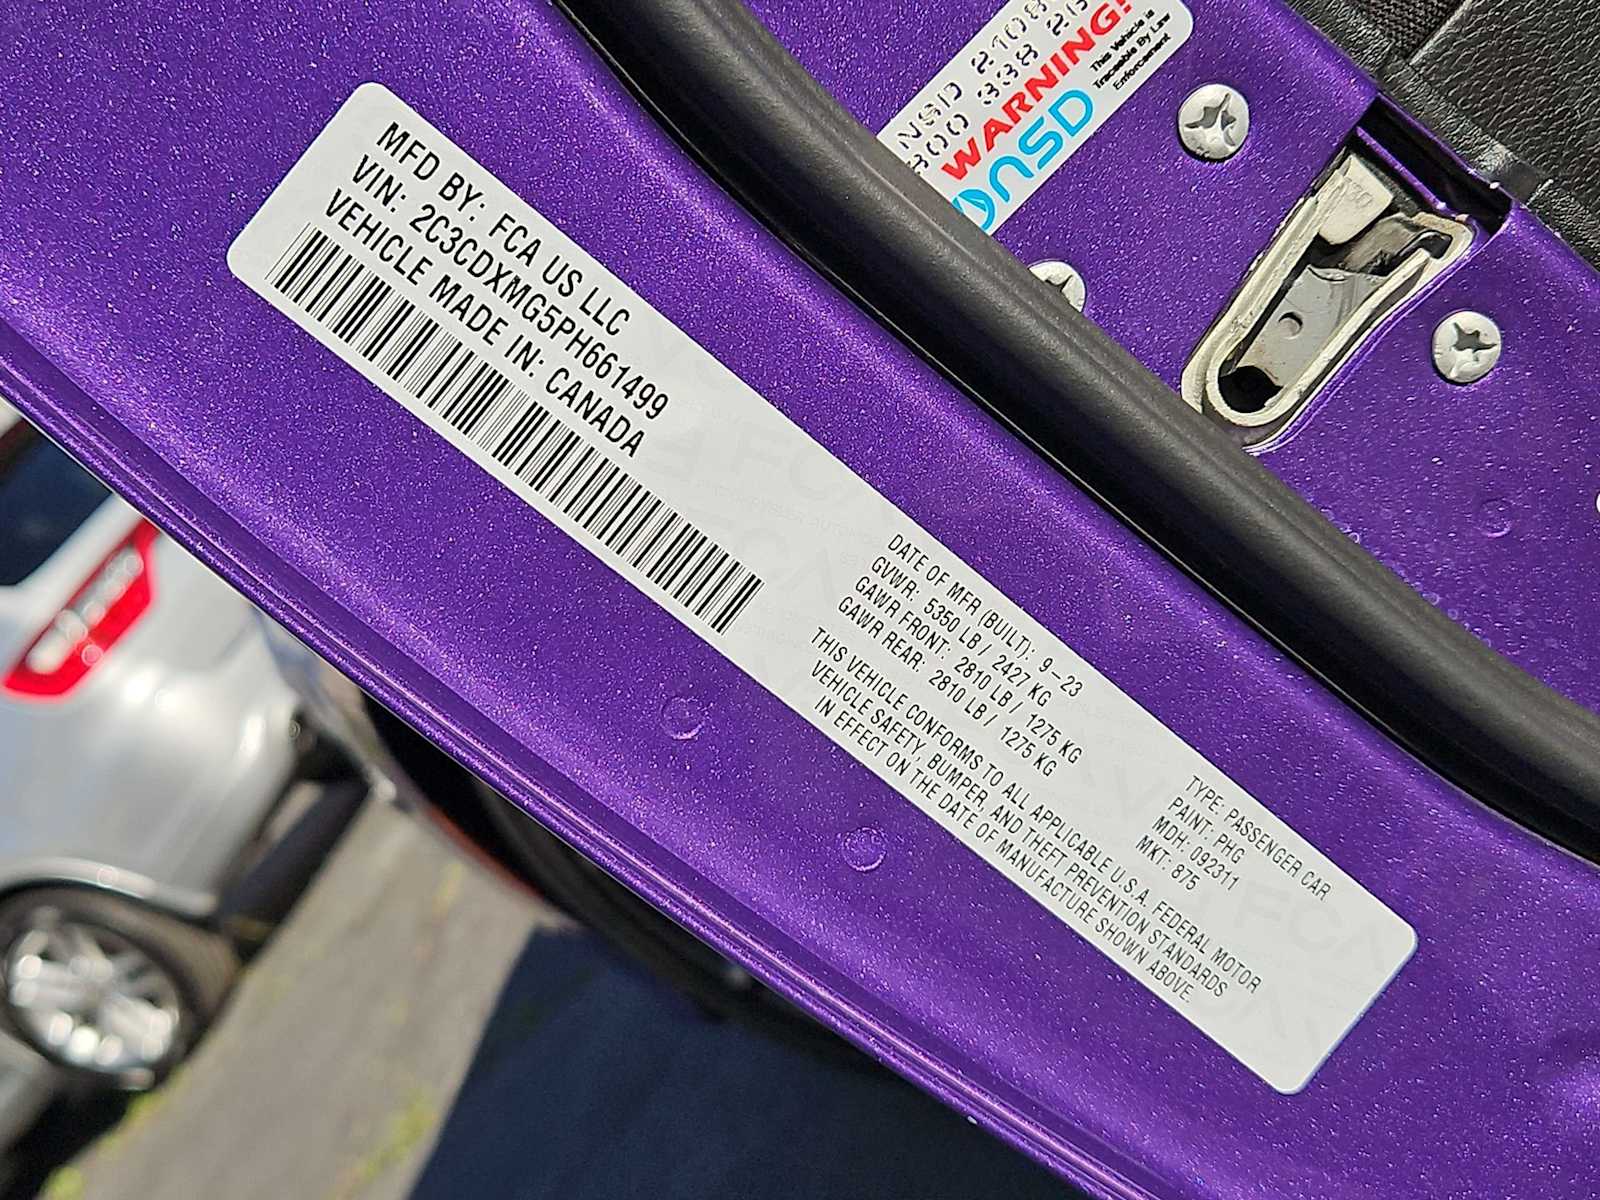 MFD BY: FCA US LLC
VIN: 2C3CDXMG5PH661499
VEHICLE MADE IN: CANADA
DATE OF MFR (BUILT): 9-23
GVWR: 5350 LB / 2427 KG
GAWR FRONT: 2810 LB / 1275 KG
GAWR REAR: 2810 LB / 1275 KG
THIS VEHICLE CONFORMS TO ALL APPLICABLE U.S.A. FEDERAL MOTOR
VEHICLE SAFETY, BUMPER, AND THEFT PREVENTION STANDARDS
IN EFFECT ON THE DATE OF MANUFACTURE SHOWN ABOVE.
TYPE: PASSENGER CAR
PAINT: PHG
MDH: 092311
MKT: 875
NSD
800 338
WARNING!
This Vehicle is
Traceable By Law
Enforcement
NSD